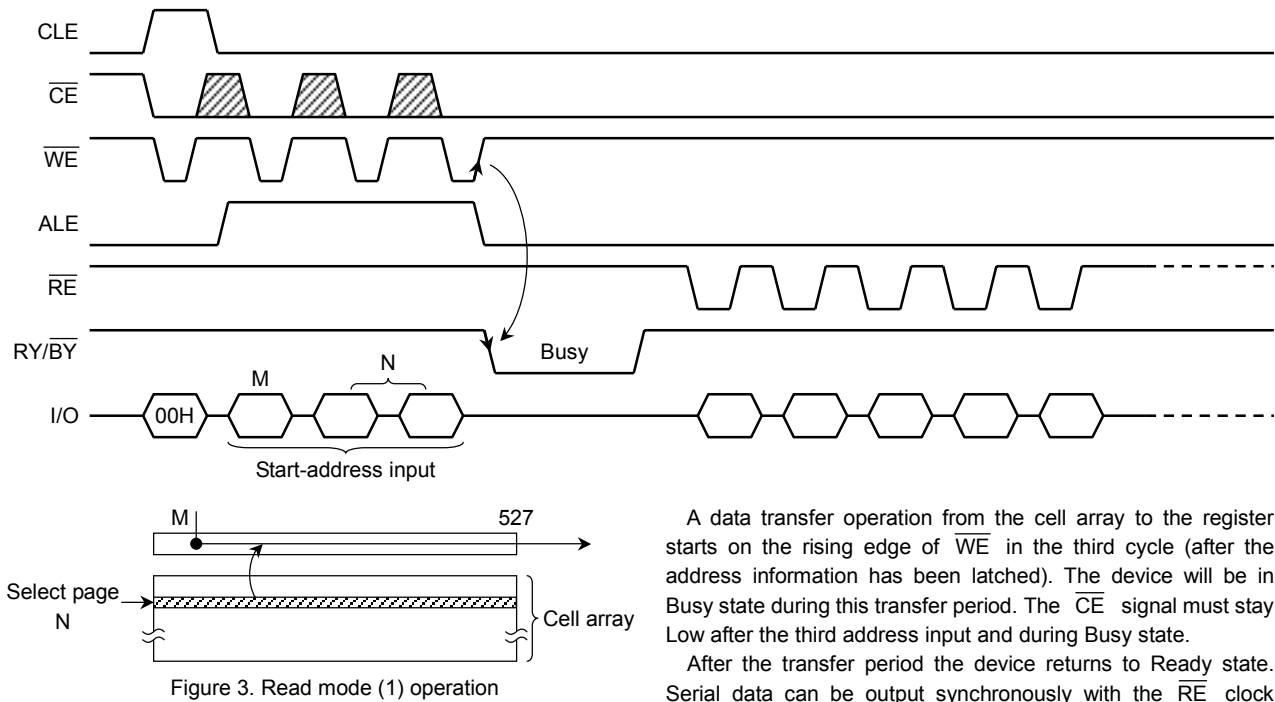 CLE
CE
WE
ALE
RE
RY/BY
Busy
M
N
I/O
00H
Start-address input
M
527
Select page
N
Cell array
Figure 3. Read mode (1) operation
A data transfer operation from the cell array to the register
starts on the rising edge of WE in the third cycle (after the
address information has been latched). The device will be in
Busy state during this transfer period. The CE signal must stay
Low after the third address input and during Busy state.
After the transfer period the device returns to Ready state.
Serial data can be output synchronously with the RE clock